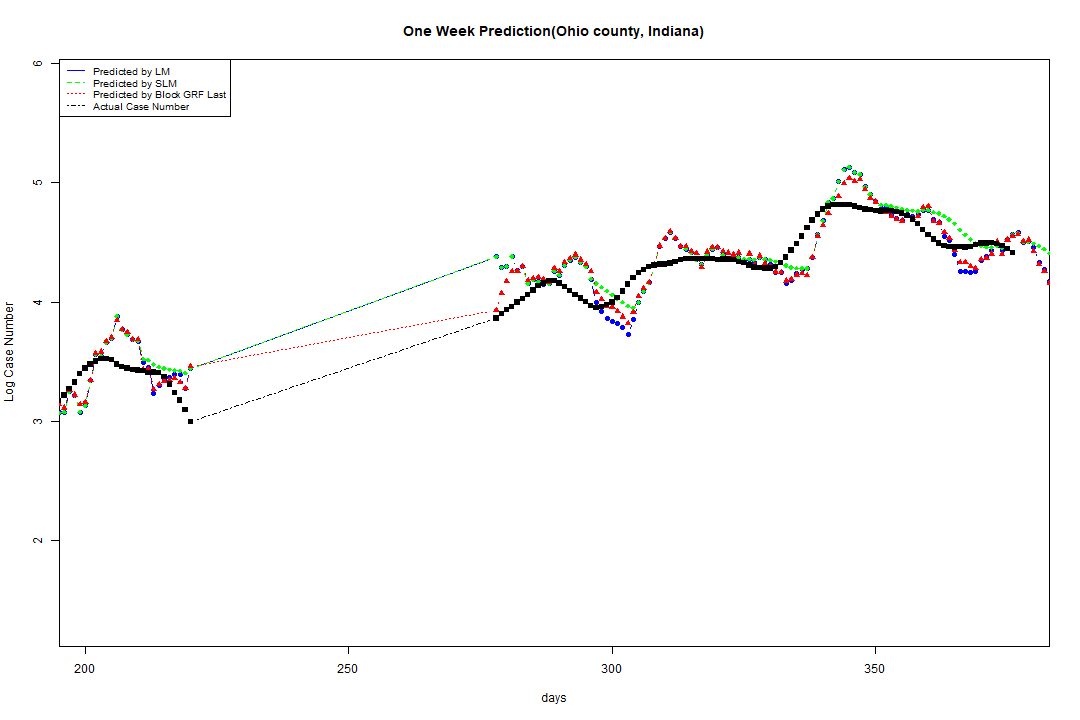 One Week Prediction(Ohio county, Indiana)
Predicted by LM
Predicted by SLM
Predicted by Block GRF Last
Actual Case Number
Log Case Number
6
5
4
3
2
200 250 300 350
days